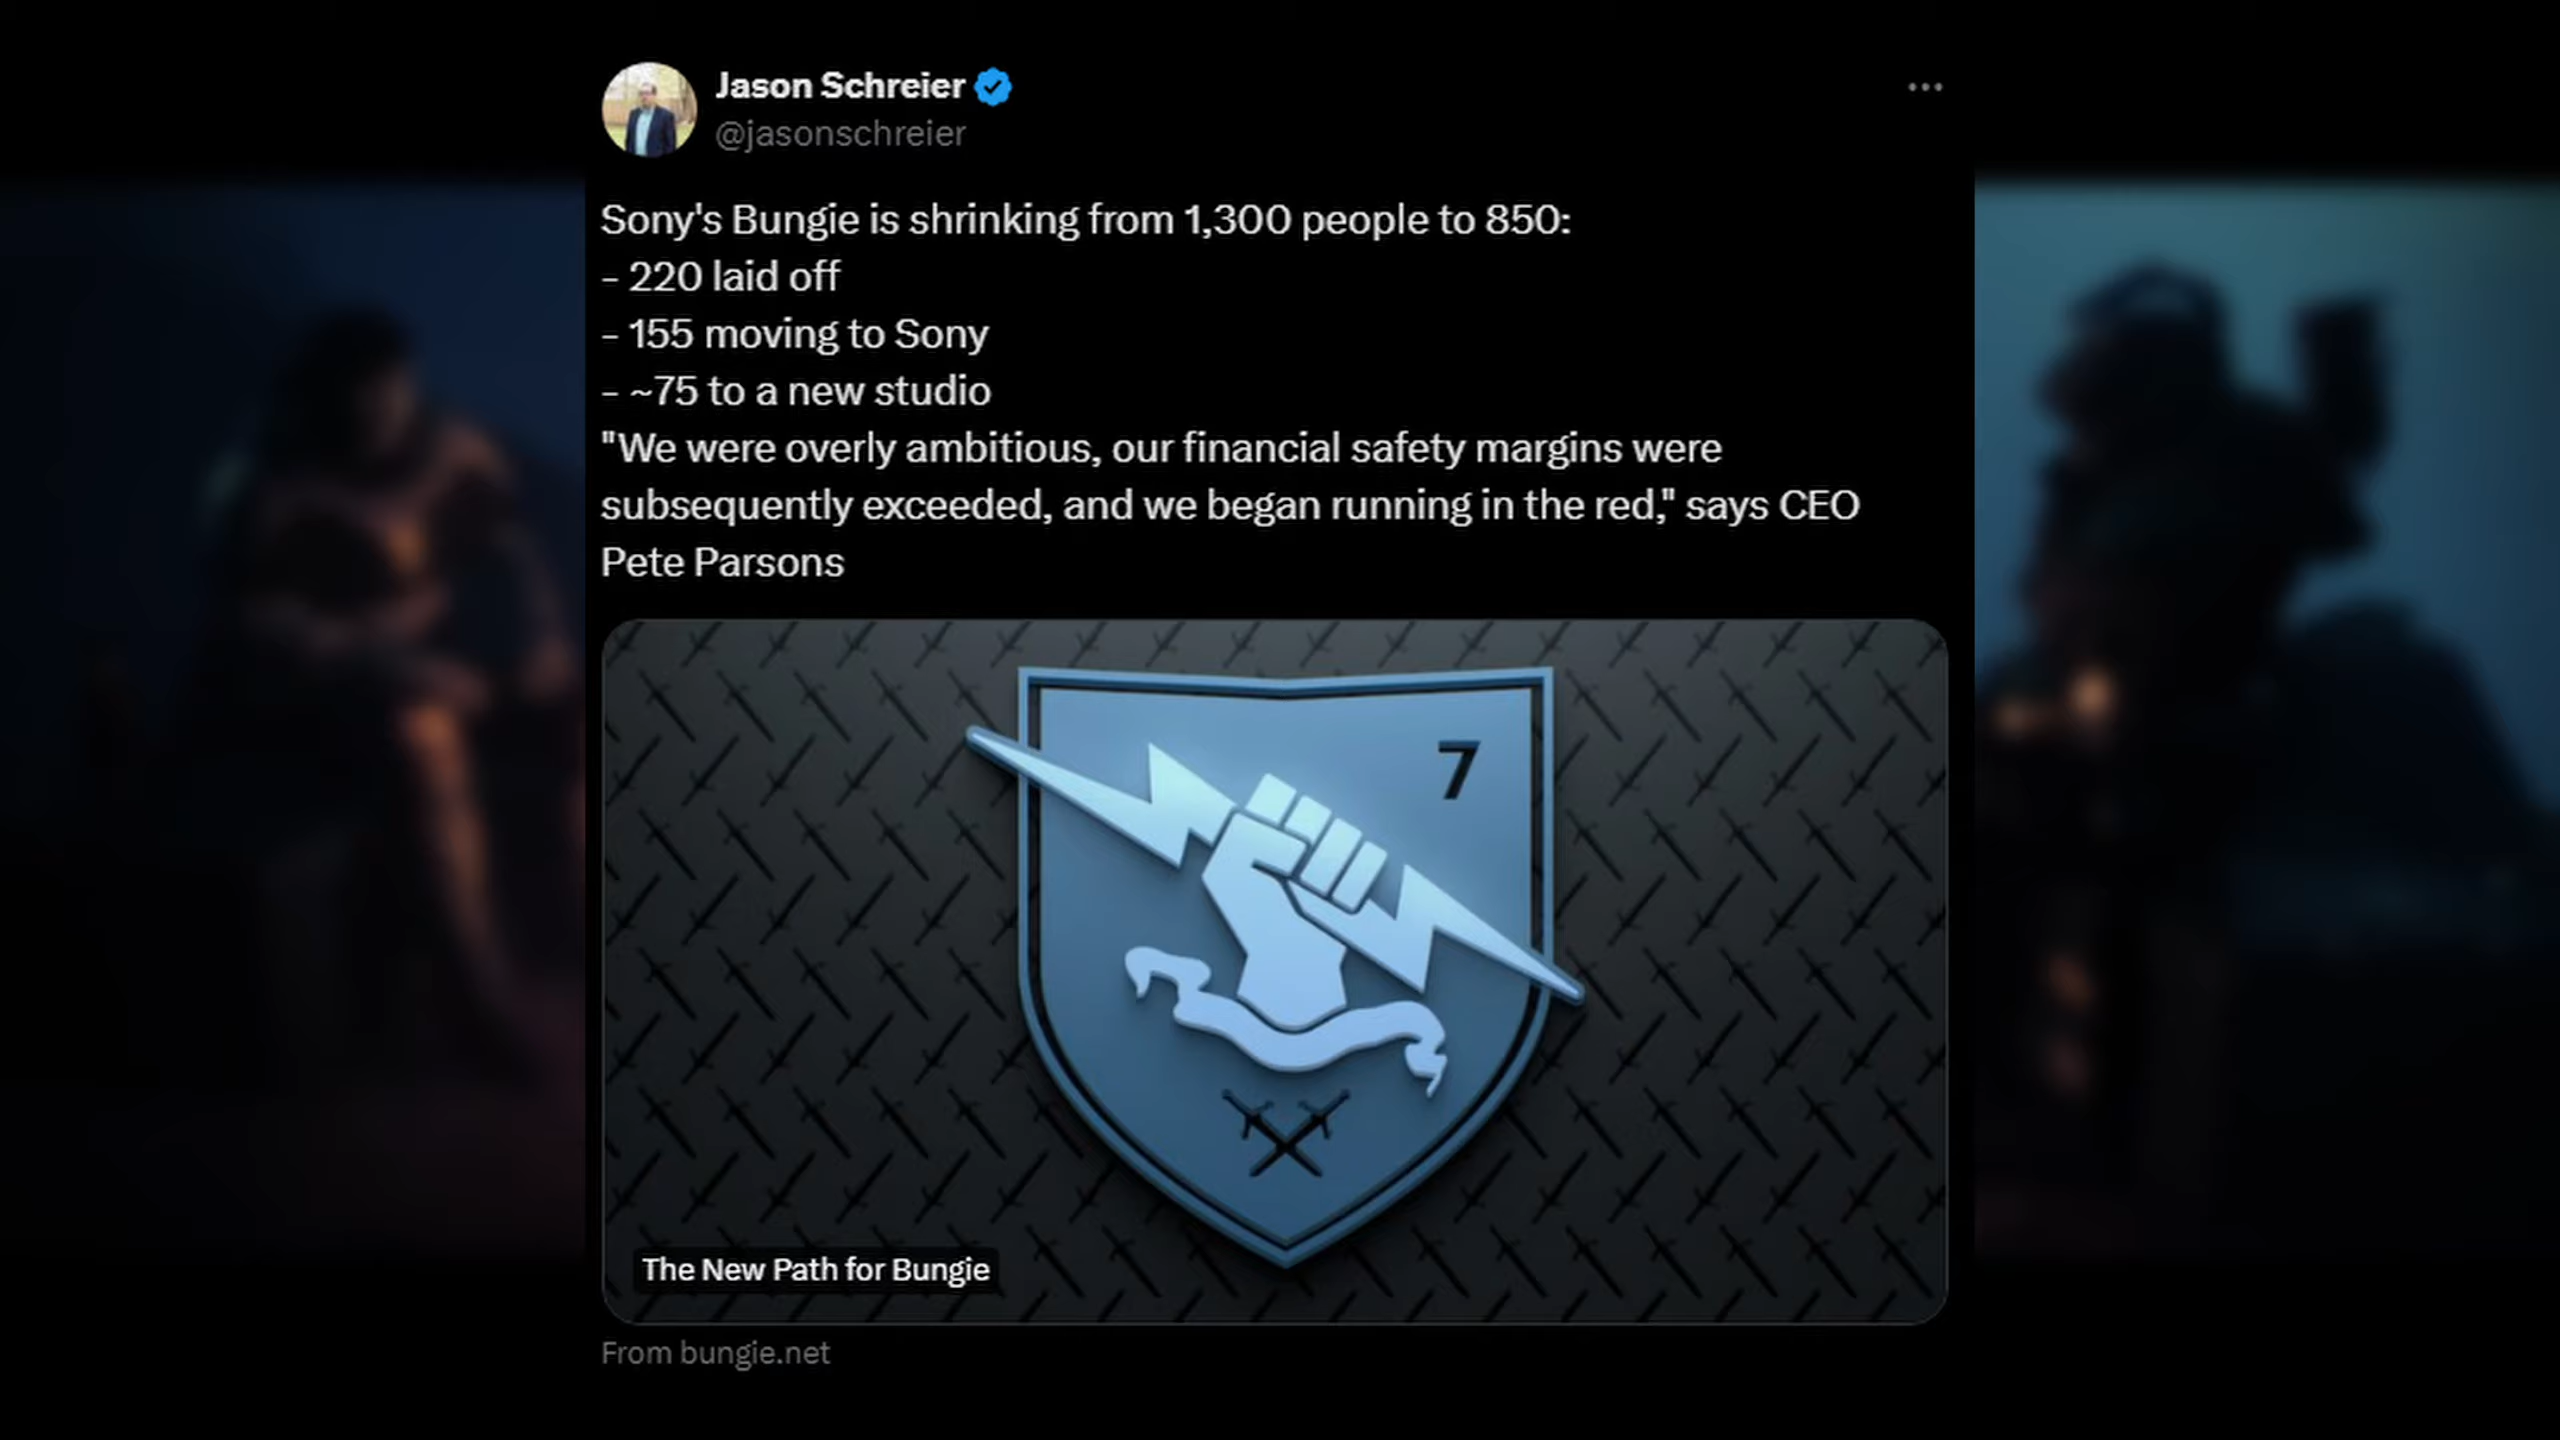 Jason Schreier
@jasonschreier
Sony's Bungie is shrinking from 1,300 people to 850:
- 220 laid off
- 155 moving to Sony
- ~75 to a new studio
"We were overly ambitious, our financial safety margins were
subsequently exceeded, and we began running in the red," says CEO
Pete Parsons
7
The New Path for Bungie
From bungie.net